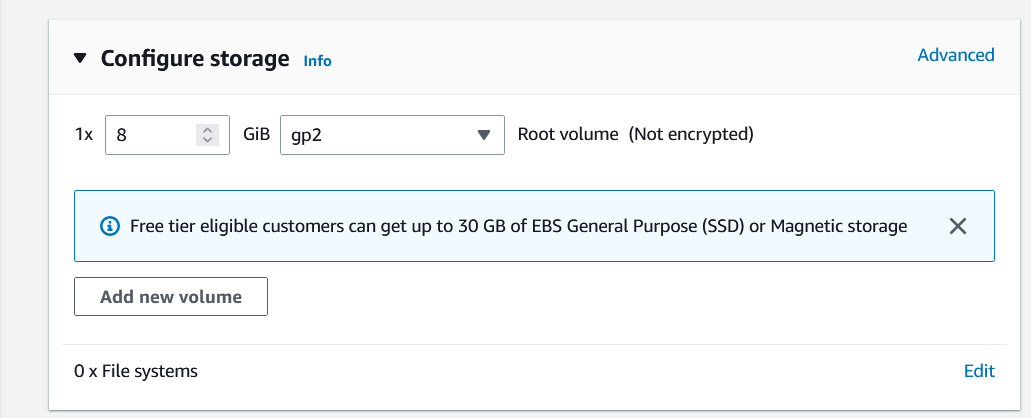 Configure storage Info Advanced
1x 8 GiB gp2 Root volume (Not encrypted)
Free tier eligible customers can get up to 30 GB of EBS General Purpose (SSD) or Magnetic storage
Add new volume
0 x File systems Edit